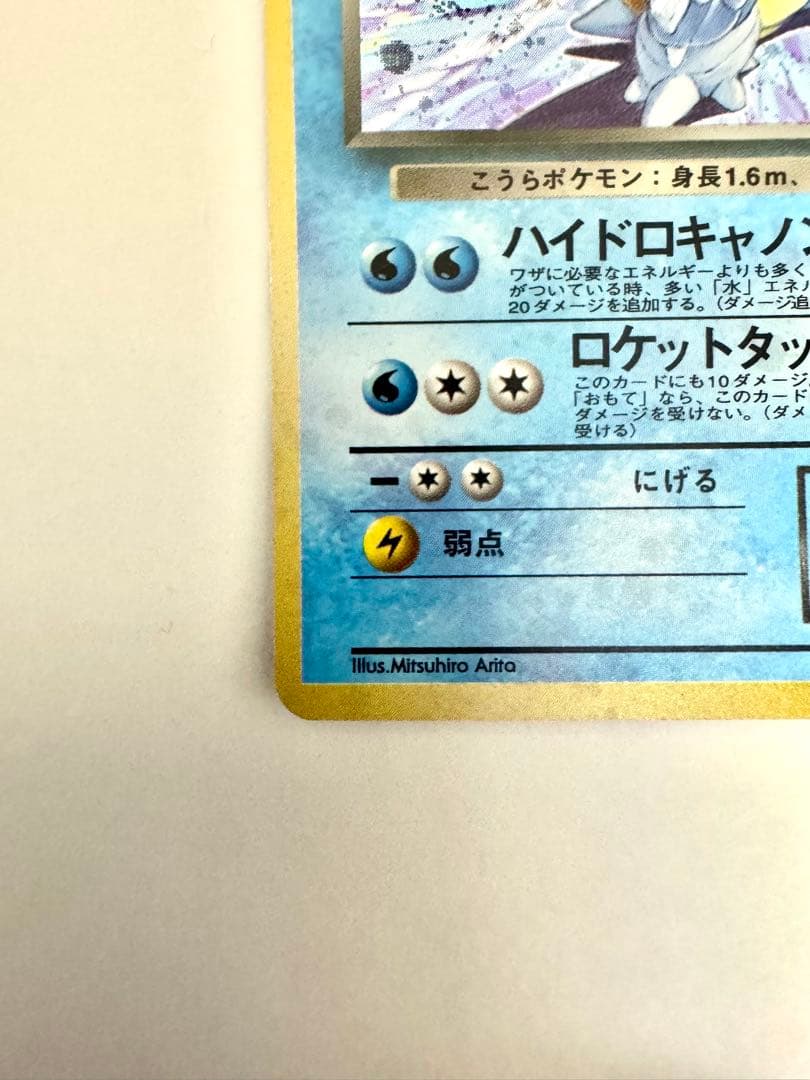 こうらポケモン：身長1.6m、
ハイドロキャノン
ワザに必要なエネルギーよりも多く
がついている時、多い「水」エネル
20ダメージを追加する。（ダメージ追
ロケットタッ
このカードにも10ダメージ
「おもて」なら、このカード
ダメージを受けない。（ダメ
受ける）
にげる
弱点
Illus.Mitsuhiro Arita